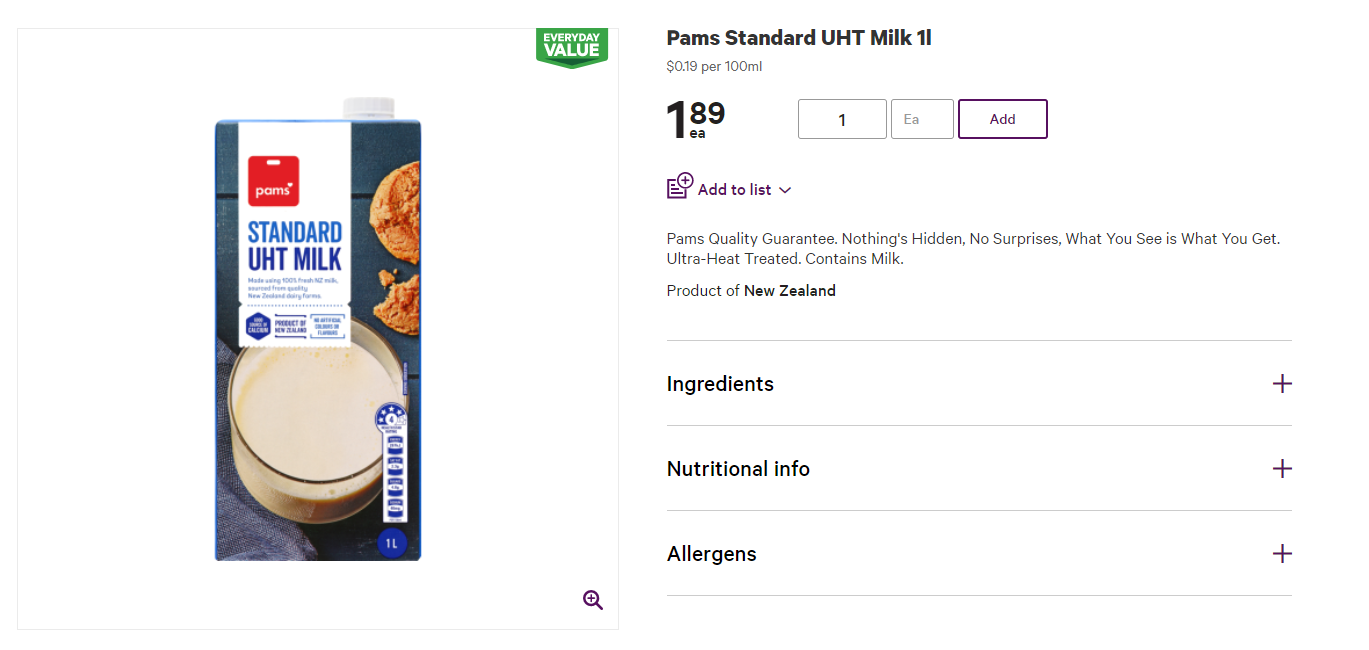 EVERYDAY
VALUE
pams
STANDARD
UHT MILK
Made using 100% fresh NZ milk,
sourced from quality
New Zealand dairy farms.
GOOD
SOURCE OF
CALCIUM
PRODUCT OF
NEW ZEALAND
NO ARTIFICIAL
COLOURS OR
FLAVOURS
4
1L
Pams Standard UHT Milk 1l
$0.19 per 100ml
189
ea
1
Ea
Add
Add to list
Pams Quality Guarantee. Nothing's Hidden, No Surprises, What You See is What You Get.
Ultra-Heat Treated. Contains Milk.
Product of New Zealand
Ingredients
Nutritional info
Allergens